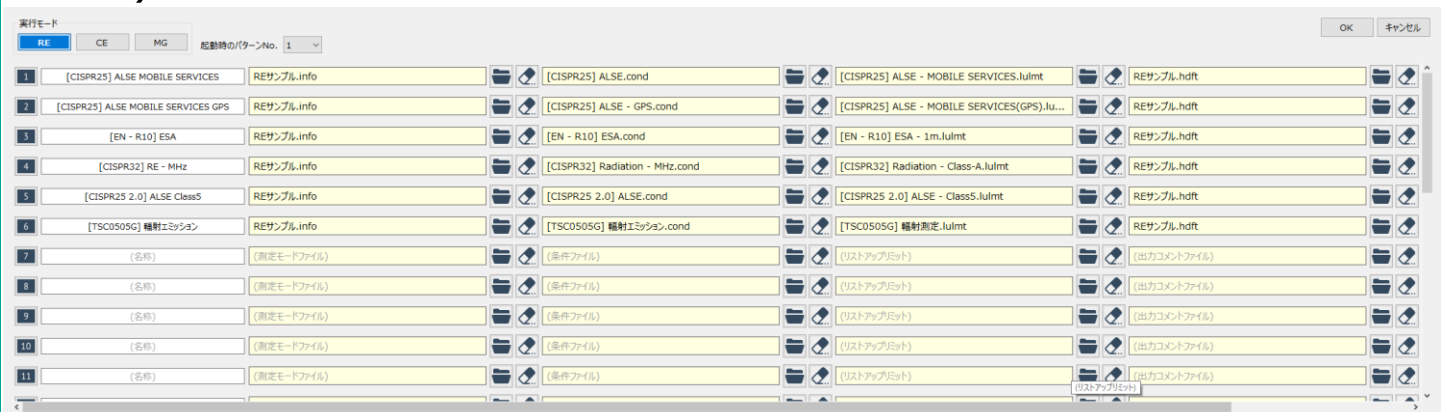 実行モード
RE CE MG 起動時のパターンNo. 1 OK キャンセル
1 [CISPR25] ALSE MOBILE SERVICES REサンプル.info [CISPR25] ALSE.cond [CISPR25] ALSE - MOBILE SERVICES.lulmt REサンプル.hdft
2 [CISPR25] ALSE MOBILE SERVICES GPS REサンプル.info [CISPR25] ALSE - GPS.cond [CISPR25] ALSE - MOBILE SERVICES(GPS).lu... REサンプル.hdft
3 [EN - R10] ESA REサンプル.info [EN - R10] ESA.cond [EN - R10] ESA - 1m.lulmt REサンプル.hdft
4 [CISPR32] RE - MHz REサンプル.info [CISPR32] Radiation - MHz.cond [CISPR32] Radiation - Class-A.lulmt REサンプル.hdft
5 [CISPR25 2.0] ALSE Class5 REサンプル.info [CISPR25 2.0] ALSE.cond [CISPR25 2.0] ALSE - Class5.lulmt REサンプル.hdft
6 [TSC0505G] 輻射エミッション REサンプル.info [TSC0505G] 輻射エミッション.cond [TSC0505G] 輻射測定.lulmt REサンプル.hdft
7 (名称) (測定モードファイル) (条件ファイル) (リストアップリミット) (出力コメントファイル)
8 (名称) (測定モードファイル) (条件ファイル) (リストアップリミット) (出力コメントファイル)
9 (名称) (測定モードファイル) (条件ファイル) (リストアップリミット) (出力コメントファイル)
10 (名称) (測定モードファイル) (条件ファイル) (リストアップリミット) (出力コメントファイル)
11 (名称) (測定モードファイル) (条件ファイル) (リストアップリミット) (出力コメントファイル)
(リストアップリミット)